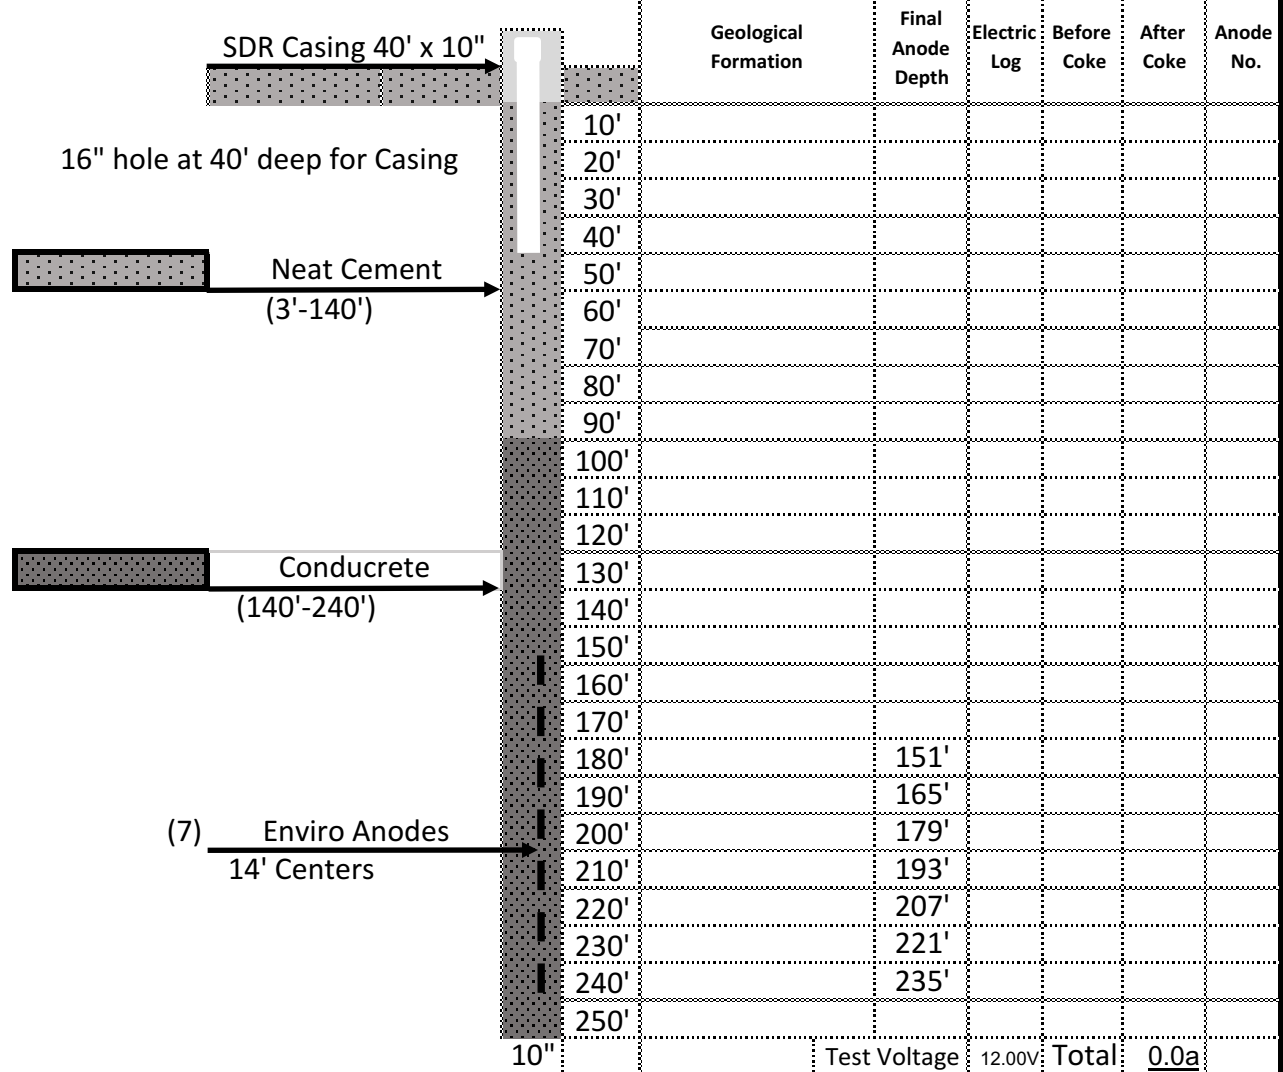 SDR Casing 40' x 10"
16" hole at 40' deep for Casing
Neat Cement
(3'-140')
Conducrete
(140'-240')
(7) Enviro Anodes
14' Centers
Geological Formation
Final Anode Depth
Electric Log
Before Coke
After Coke
Anode No.
10'
20'
30'
40'
50'
60'
70'
80'
90'
100'
110'
120'
130'
140'
150'
160'
170'
180' 151'
190' 165'
200' 179'
210' 193'
220' 207'
230' 221'
240' 235'
250'
10" Test Voltage 12.00V Total 0.0a